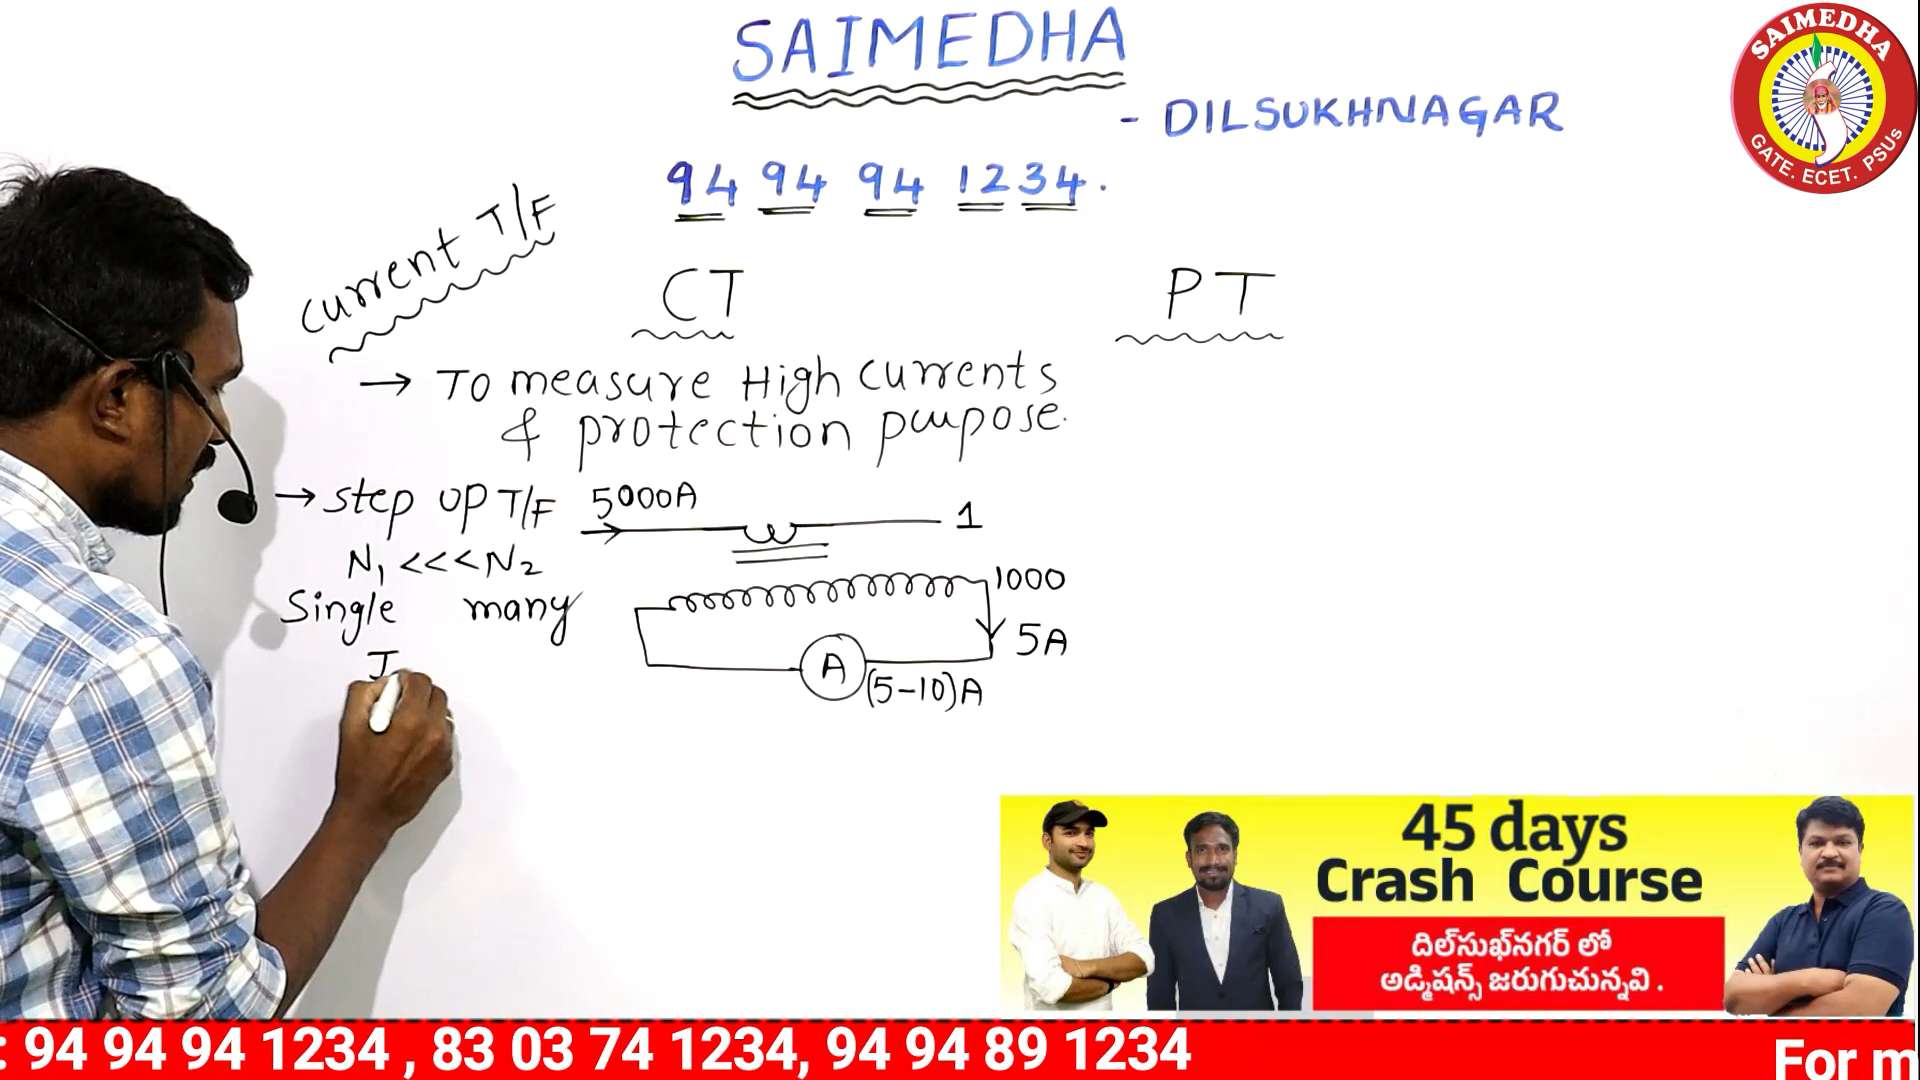 SAIMEDHA
- DILSUKHNAGAR
94 94 94 1234.
SAIMEDHA
GATE. ECET. PSUs
current T/F
CT
PT
→ To measure High currents
& protection purpose.
→ step up T/F
5000A
1
N₁ <<< N₂
1000
Single many
5A
I
A
(5-10)A
45 days
Crash Course
దిల్‌సుఖ్‌నగర్ లో
అడ్మిషన్స్ జరుగుచున్నవి .
: 94 94 94 1234 , 83 03 74 1234, 94 94 89 1234
For m